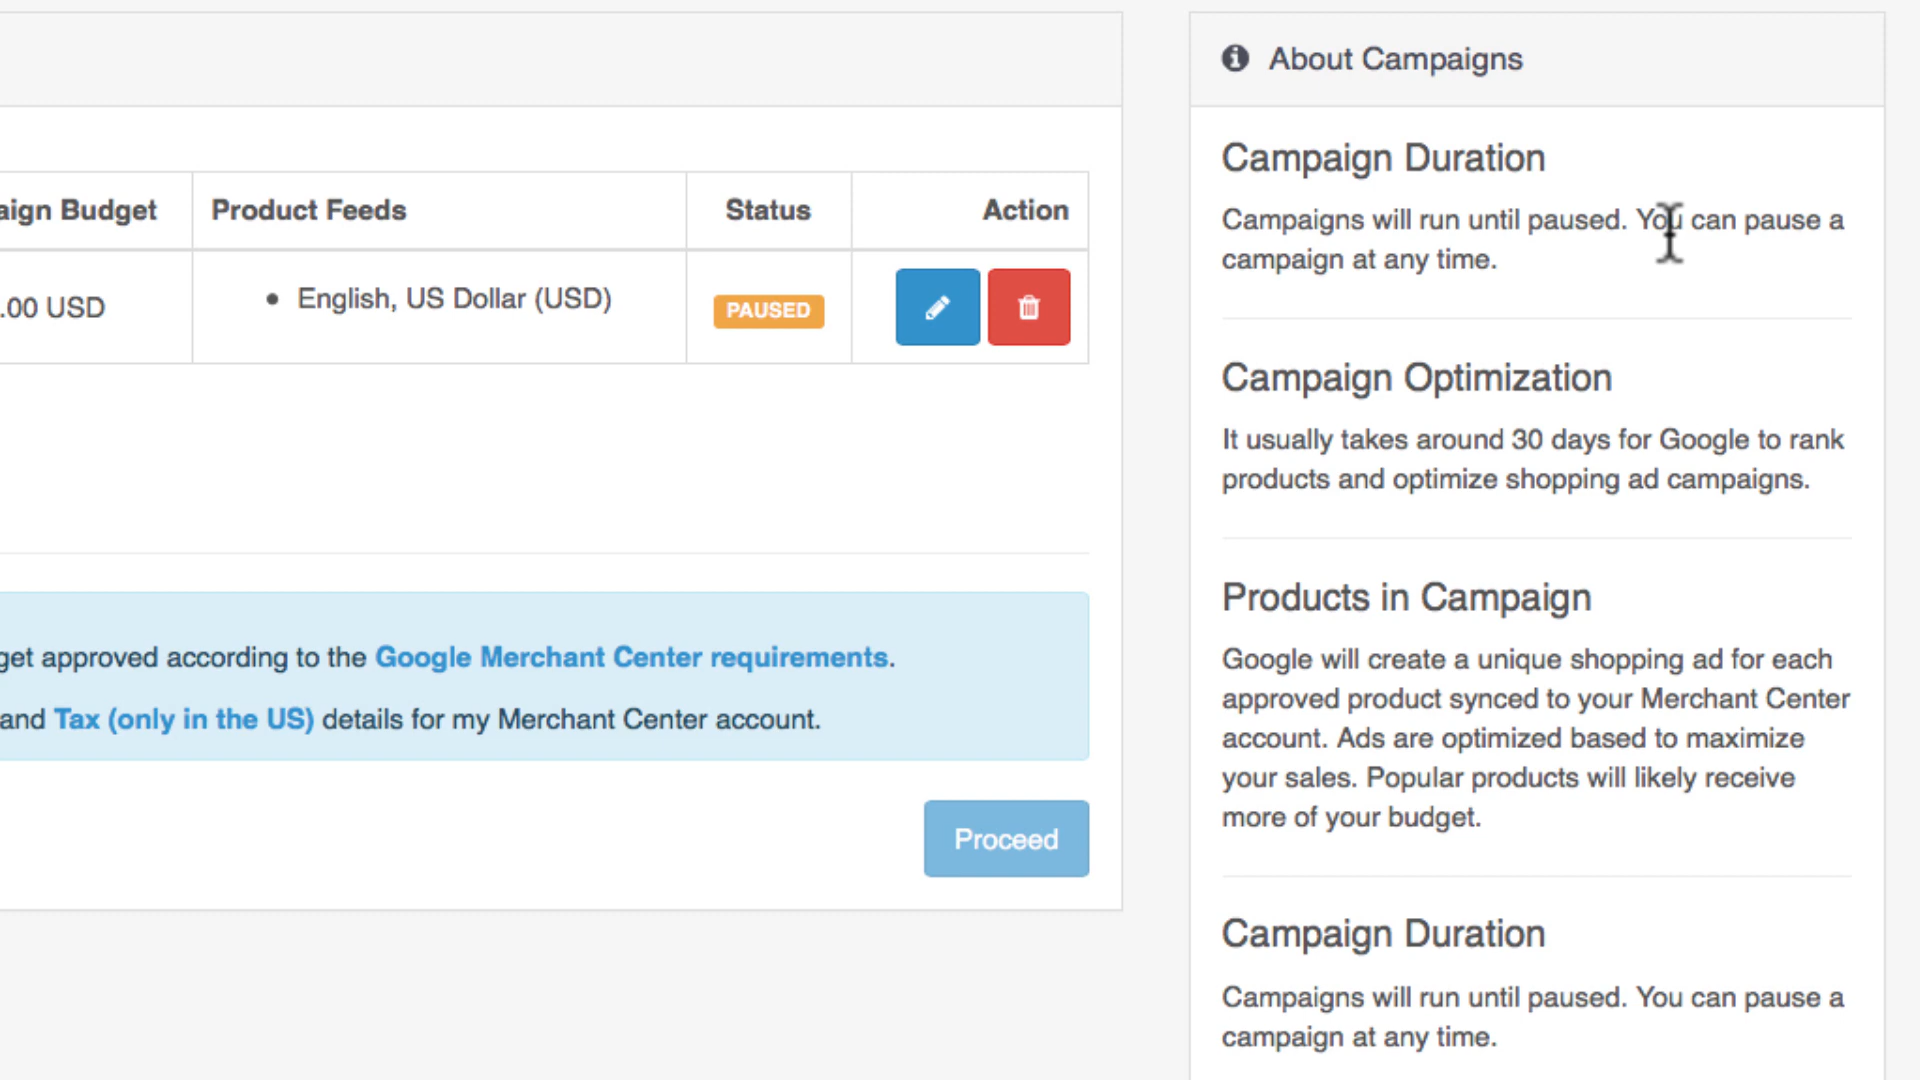 aign Budget
Product Feeds
Status
Action
.00 USD
English, US Dollar (USD)
PAUSED
get approved according to the Google Merchant Center requirements.
and Tax (only in the US) details for my Merchant Center account.
Proceed
About Campaigns
Campaign Duration
Campaigns will run until paused. You can pause a
campaign at any time.
Campaign Optimization
It usually takes around 30 days for Google to rank
products and optimize shopping ad campaigns.
Products in Campaign
Google will create a unique shopping ad for each
approved product synced to your Merchant Center
account. Ads are optimized based to maximize
your sales. Popular products will likely receive
more of your budget.
Campaign Duration
Campaigns will run until paused. You can pause a
campaign at any time.